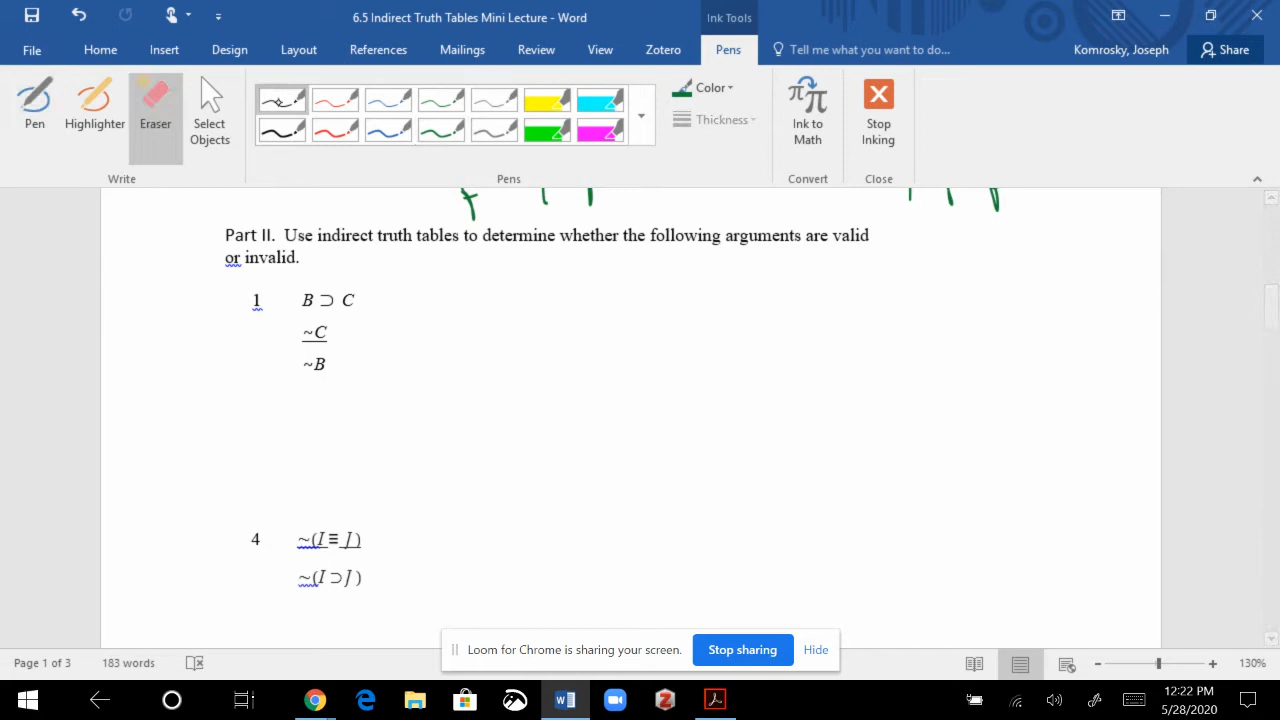 6.5 Indirect Truth Tables Mini Lecture - Word
Ink Tools
File Home Insert Design Layout References Mailings Review View Zotero Pens Tell me what you want to do... Komrosky, Joseph Share
Pen Highlighter Eraser Select Objects
Color
Thickness
Ink to Math
Stop Inking
Write Pens Convert Close
Part II. Use indirect truth tables to determine whether the following arguments are valid
or invalid.
1 B ⊃ C
~C
~B
4 ~(I ≡ J )
~(I ⊃J )
Loom for Chrome is sharing your screen. Stop sharing Hide
Page 1 of 3 183 words 130%
12:22 PM
5/28/2020